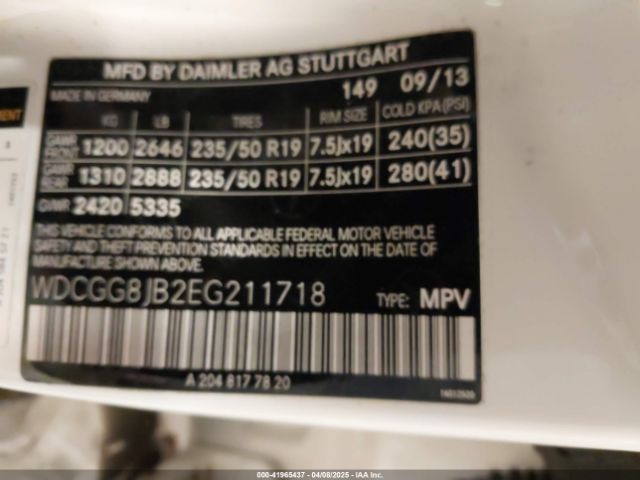 MFD BY DAIMLER AG STUTTGART
MADE IN GERMANY 149 09/13
KG LB TIRES RIM SIZE COLD KPA(PSI)
GAWR FRONT 1200 2646 235/50 R19 7.5Jx19 240(35)
GAWR REAR 1310 2888 235/50 R19 7.5Jx19 280(41)
GVWR 2420 5335
THIS VEHICLE CONFORMS TO ALL APPLICABLE FEDERAL MOTOR VEHICLE
SAFETY AND THEFT PREVENTION STANDARDS IN EFFECT ON THE DATE OF
MANUFACTURE SHOWN ABOVE.
WDCGG8JB2EG211718 TYPE: MPV
A 204 817 78 20
000-41965437 - 04/08/2025 - IAA Inc.